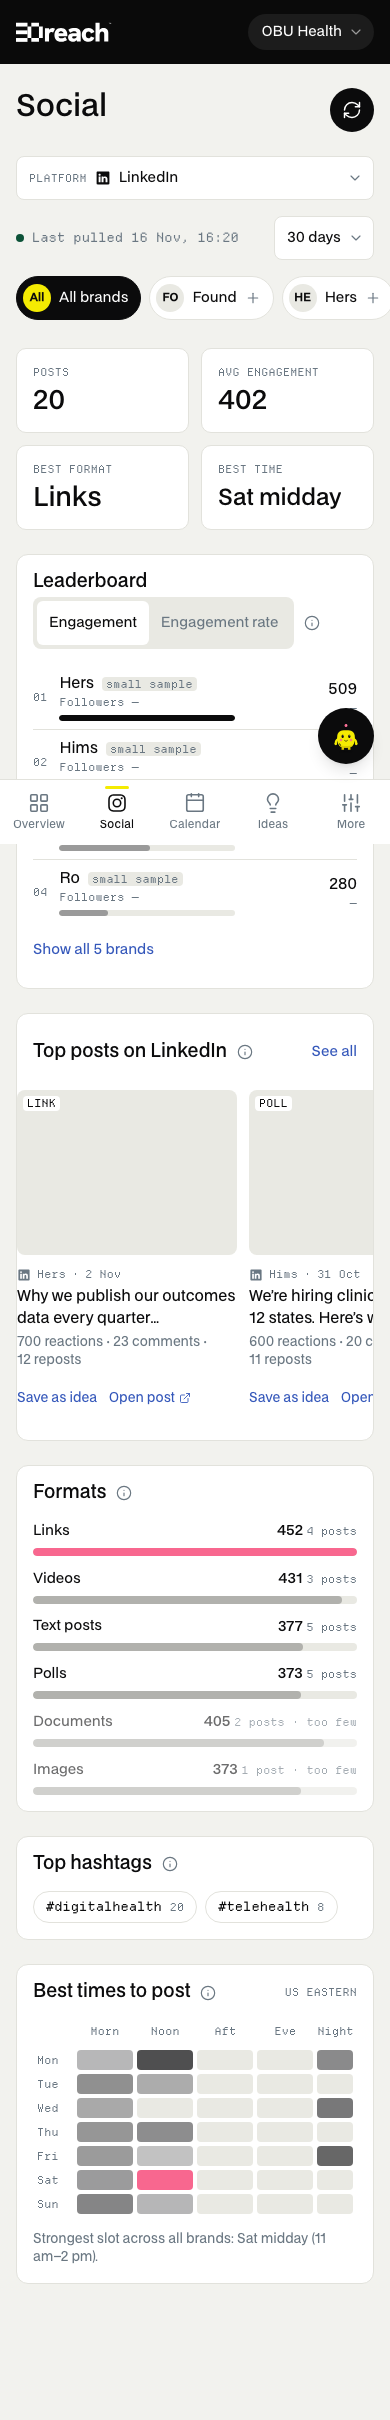 30reach
OBU Health
Social
PLATFORM LinkedIn
Last pulled 16 Nov, 16:20
30 days
All All brands
FO Found +
HE Hers +
POSTS
20
AVG ENGAGEMENT
402
BEST FORMAT
Links
BEST TIME
Sat midday
Leaderboard
Engagement
Engagement rate
01 Hers small sample 509
Followers —
02 Hims small sample
Followers — —
Overview
Social
Calendar
Ideas
More
04 Ro small sample 280
Followers — —
Show all 5 brands
Top posts on LinkedIn
See all
LINK
Hers · 2 Nov
Why we publish our outcomes
data every quarter…
700 reactions · 23 comments ·
12 reposts
Save as idea Open post
POLL
Hims · 31 Oct
We're hiring clinic
12 states. Here's w
600 reactions · 20 c
11 reposts
Save as idea Open
Formats
Links 452 4 posts
Videos 431 3 posts
Text posts 377 5 posts
Polls 373 5 posts
Documents 405 2 posts · too few
Images 373 1 post · too few
Top hashtags
#digitalhealth 20
#telehealth 8
Best times to post
US EASTERN
Morn Noon Aft Eve Night
Mon
Tue
Wed
Thu
Fri
Sat
Sun
Strongest slot across all brands: Sat midday (11
am–2 pm).